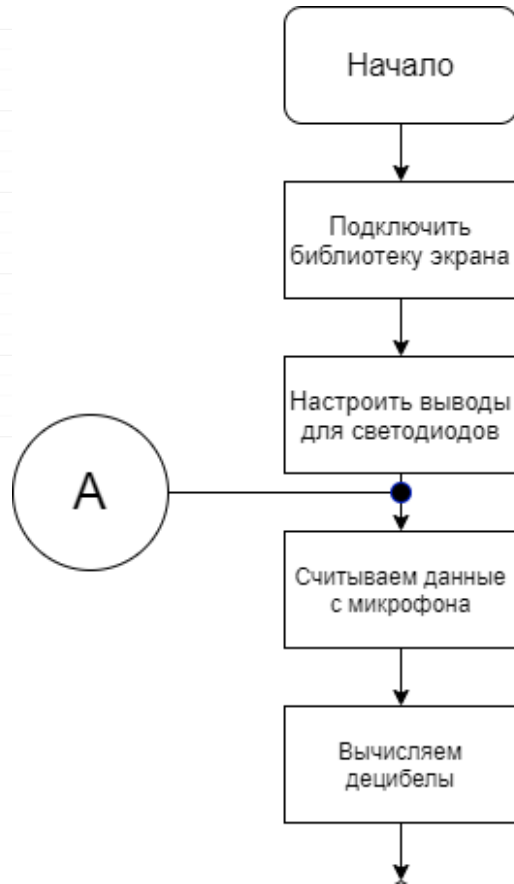 Начало
Подключить
библиотеку экрана
Настроить выводы
для светодиодов
А
Считываем данные
с микрофона
Вычисляем
децибелы